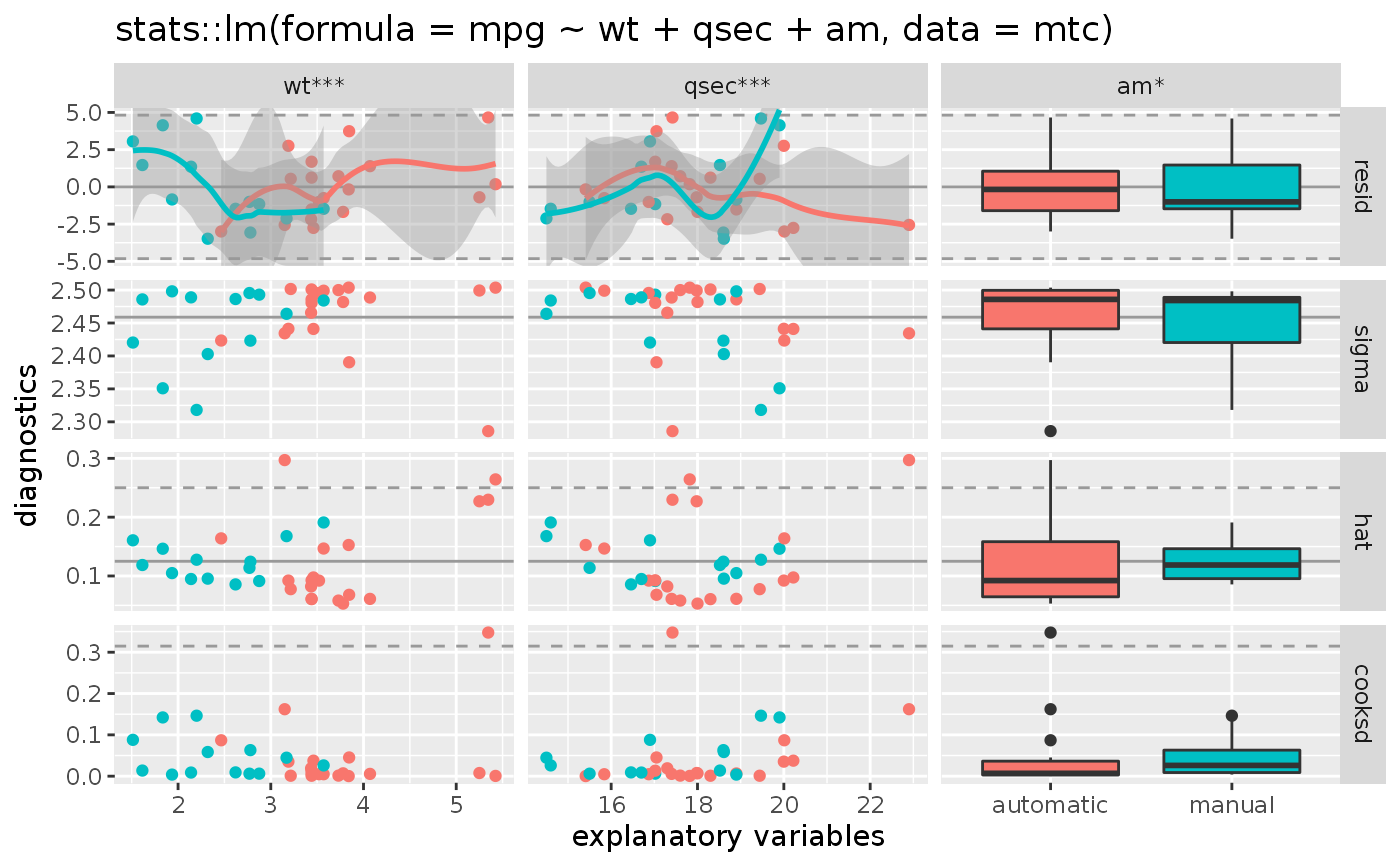 stats::lm(formula = mpg ~ wt + qsec + am, data = mtc)
wt*** qsec*** am*
5.0
2.5
0.0
-2.5
-5.0
resid
2.50
2.45
2.40
2.35
2.30
sigma
0.3
0.2
0.1
hat
0.3
0.2
0.1
0.0
cooksd
diagnostics
2 3 4 5 16 18 20 22 automatic manual
explanatory variables